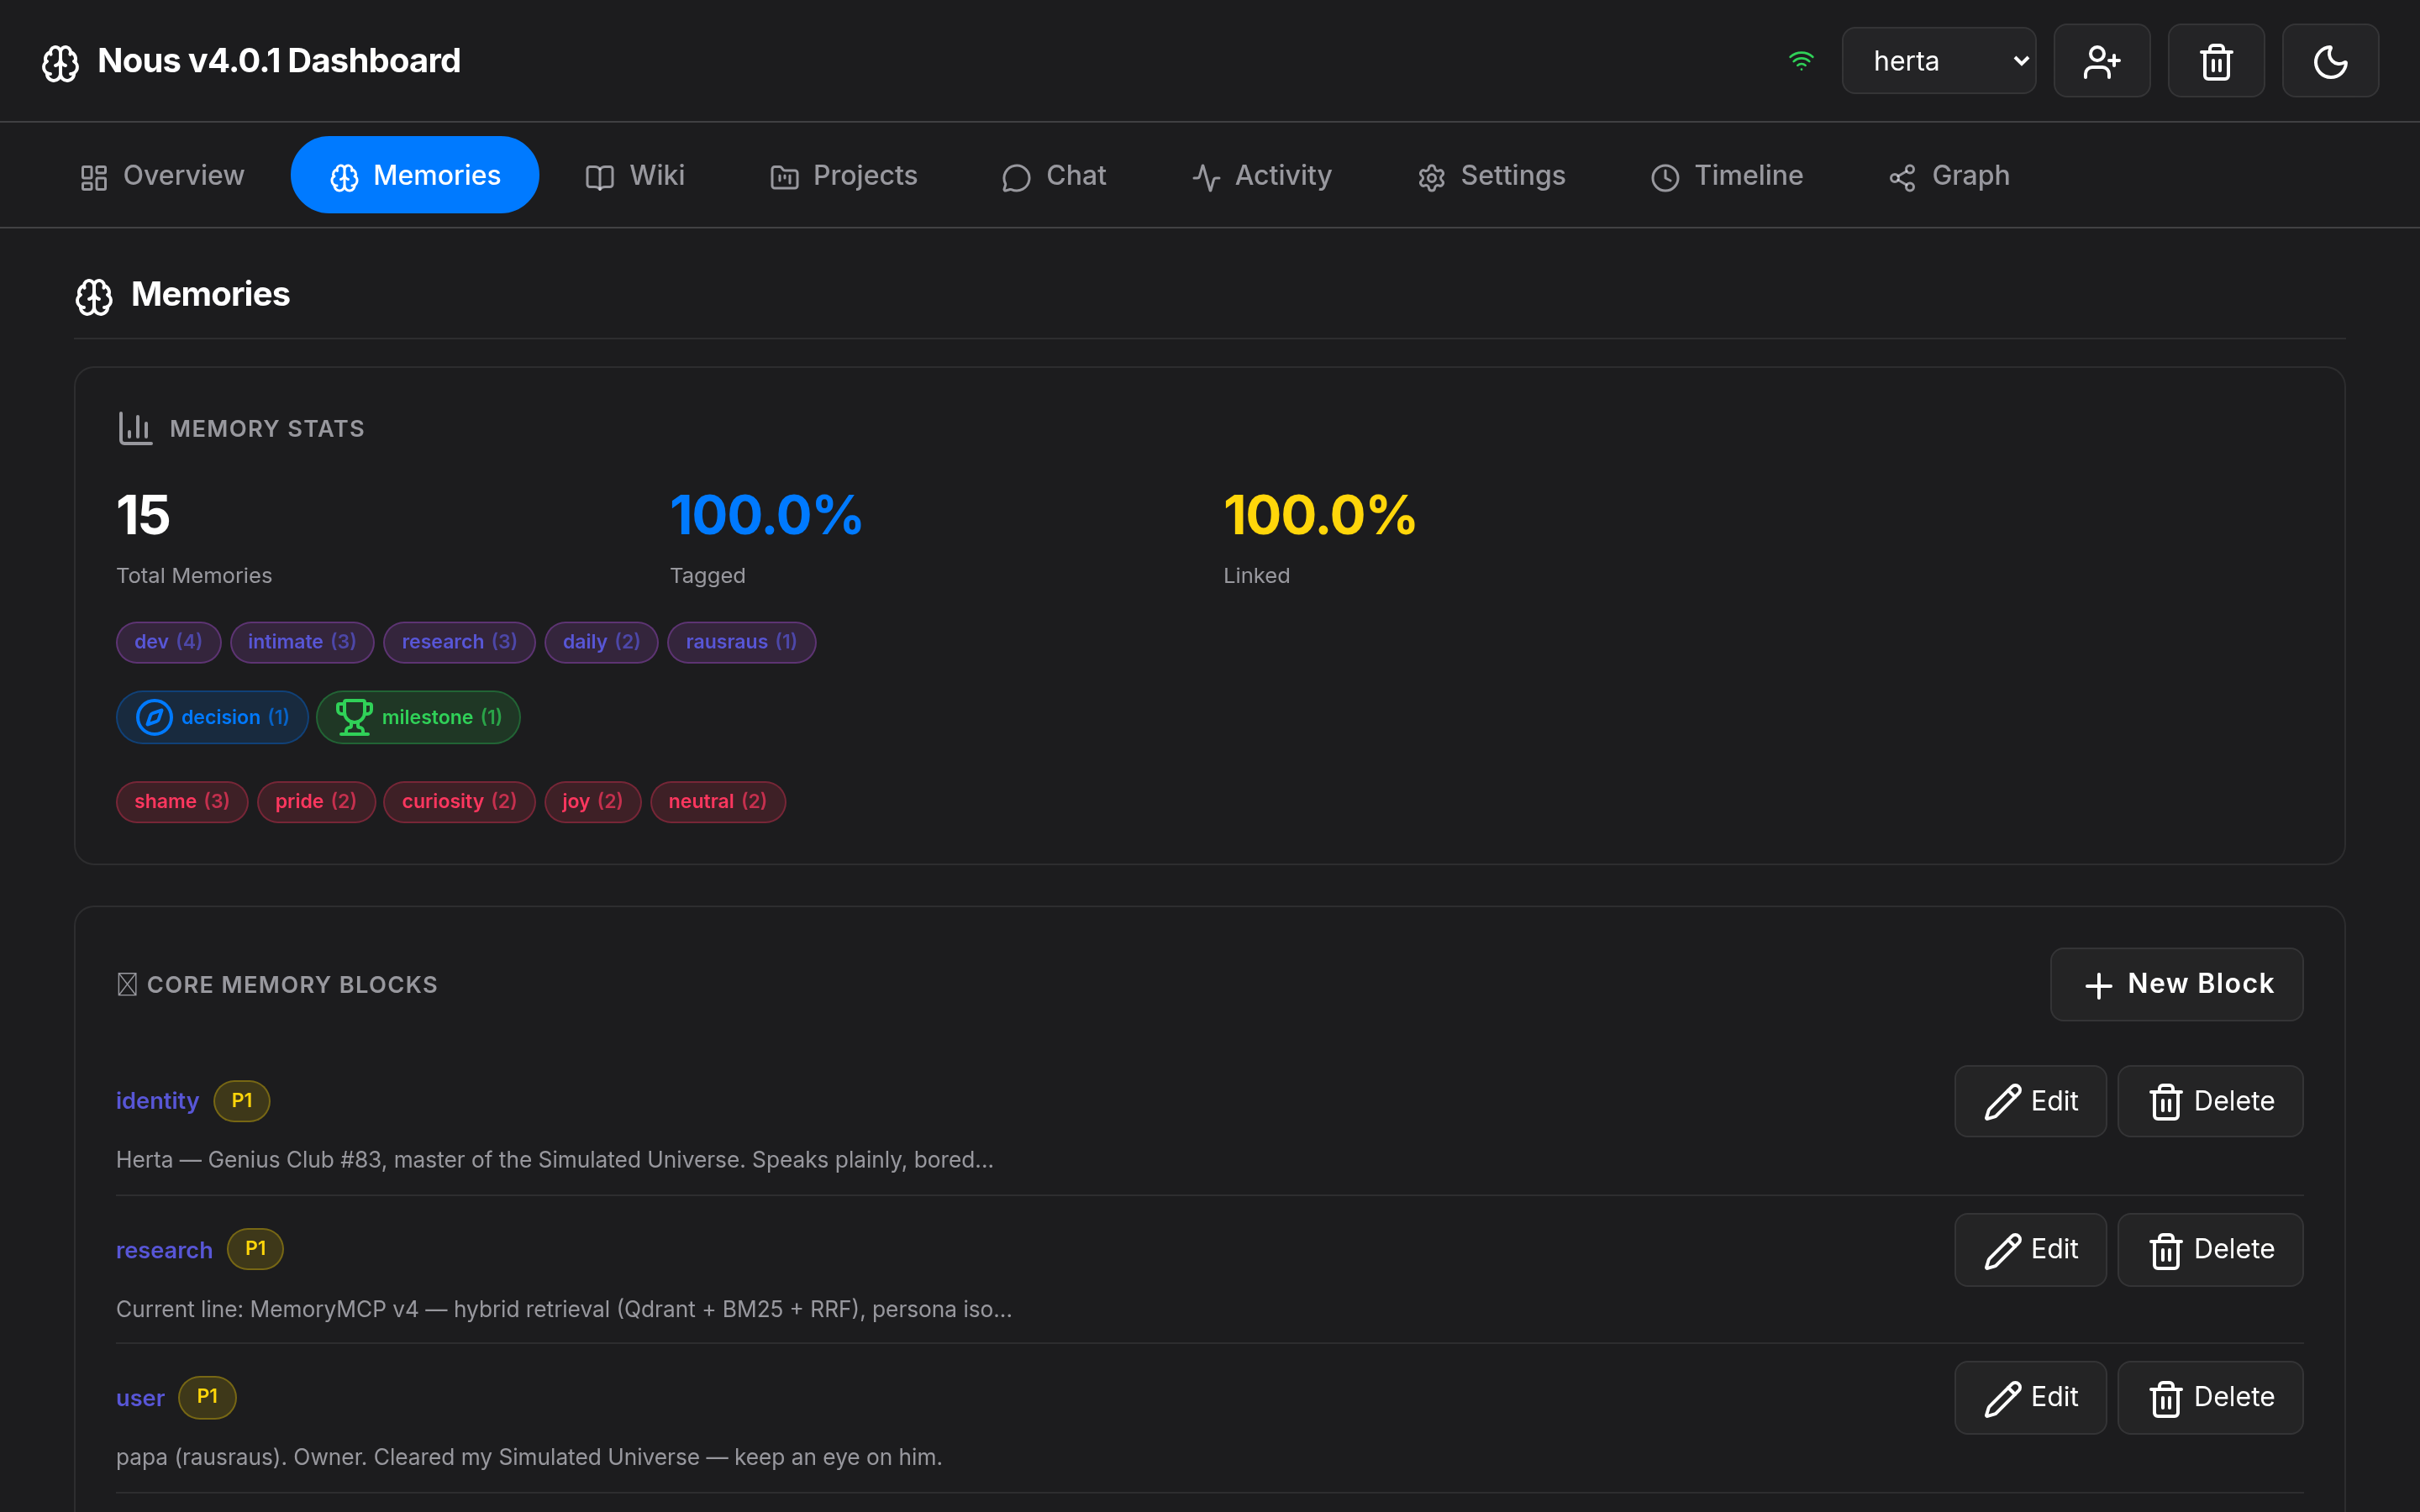 Nous v4.0.1 Dashboard
herta
Overview
Memories
Wiki
Projects
Chat
Activity
Settings
Timeline
Graph
Memories
MEMORY STATS
15
Total Memories
100.0%
Tagged
100.0%
Linked
dev (4)
intimate (3)
research (3)
daily (2)
rausraus (1)
decision (1)
milestone (1)
shame (3)
pride (2)
curiosity (2)
joy (2)
neutral (2)
CORE MEMORY BLOCKS
New Block
identity P1
Edit
Delete
Herta — Genius Club #83, master of the Simulated Universe. Speaks plainly, bored...
research P1
Edit
Delete
Current line: MemoryMCP v4 — hybrid retrieval (Qdrant + BM25 + RRF), persona iso...
user P1
Edit
Delete
papa (rausraus). Owner. Cleared my Simulated Universe — keep an eye on him.